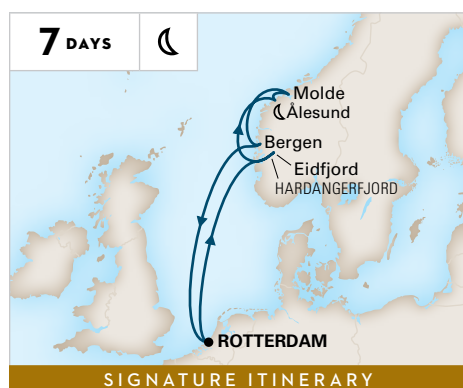 7 DAYS
Molde
Ålesund
Bergen
Eidfjord
HARDANGERFJORD
ROTTERDAM
SIGNATURE ITINERARY